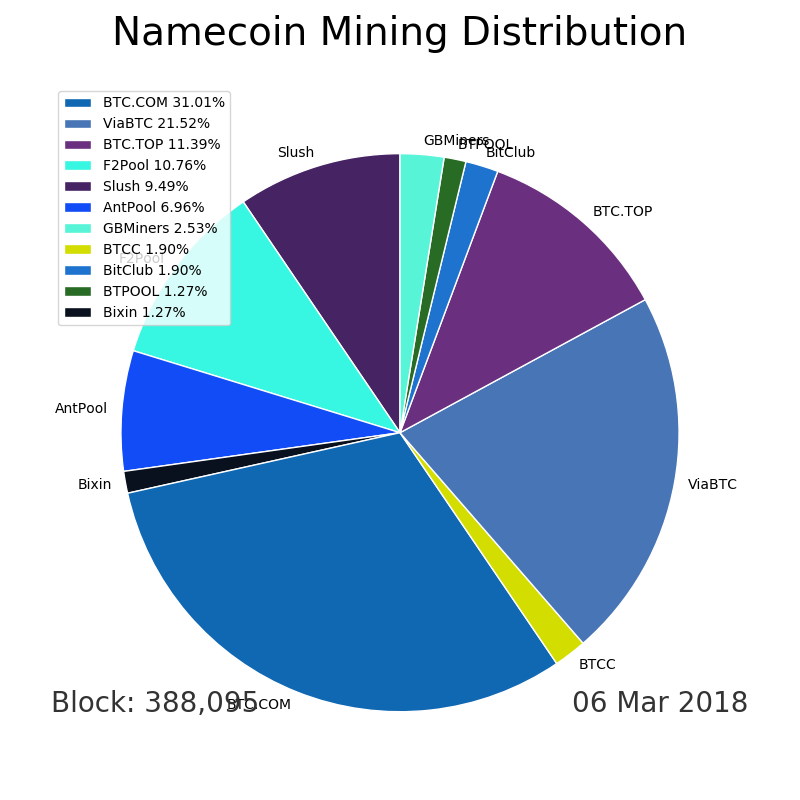 Namecoin Mining Distribution
BTC.COM 31.01%
ViaBTC 21.52%
BTC.TOP 11.39%
F2Pool 10.76%
Slush 9.49%
AntPool 6.96%
GBMiners 2.53%
BTCC 1.90%
BitClub 1.90%
BTPOOL 1.27%
Bixin 1.27%
GBMiners
BTPOOL
BitClub
Slush
BTC.TOP
F2Pool
AntPool
Bixin
ViaBTC
BTCC
BTC.COM
Block: 388,095
06 Mar 2018